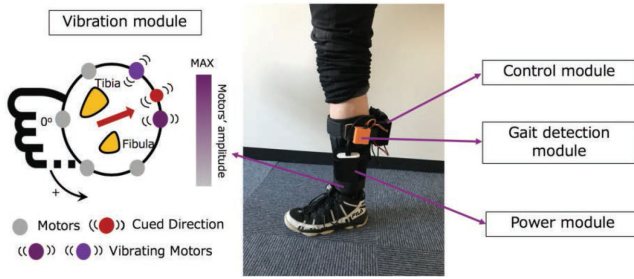 Vibration module
MAX
Motors' amplitude
Tibia
0°
Fibula
+
Motors
Cued Direction
Vibrating Motors
Control module
Gait detection
module
Power module